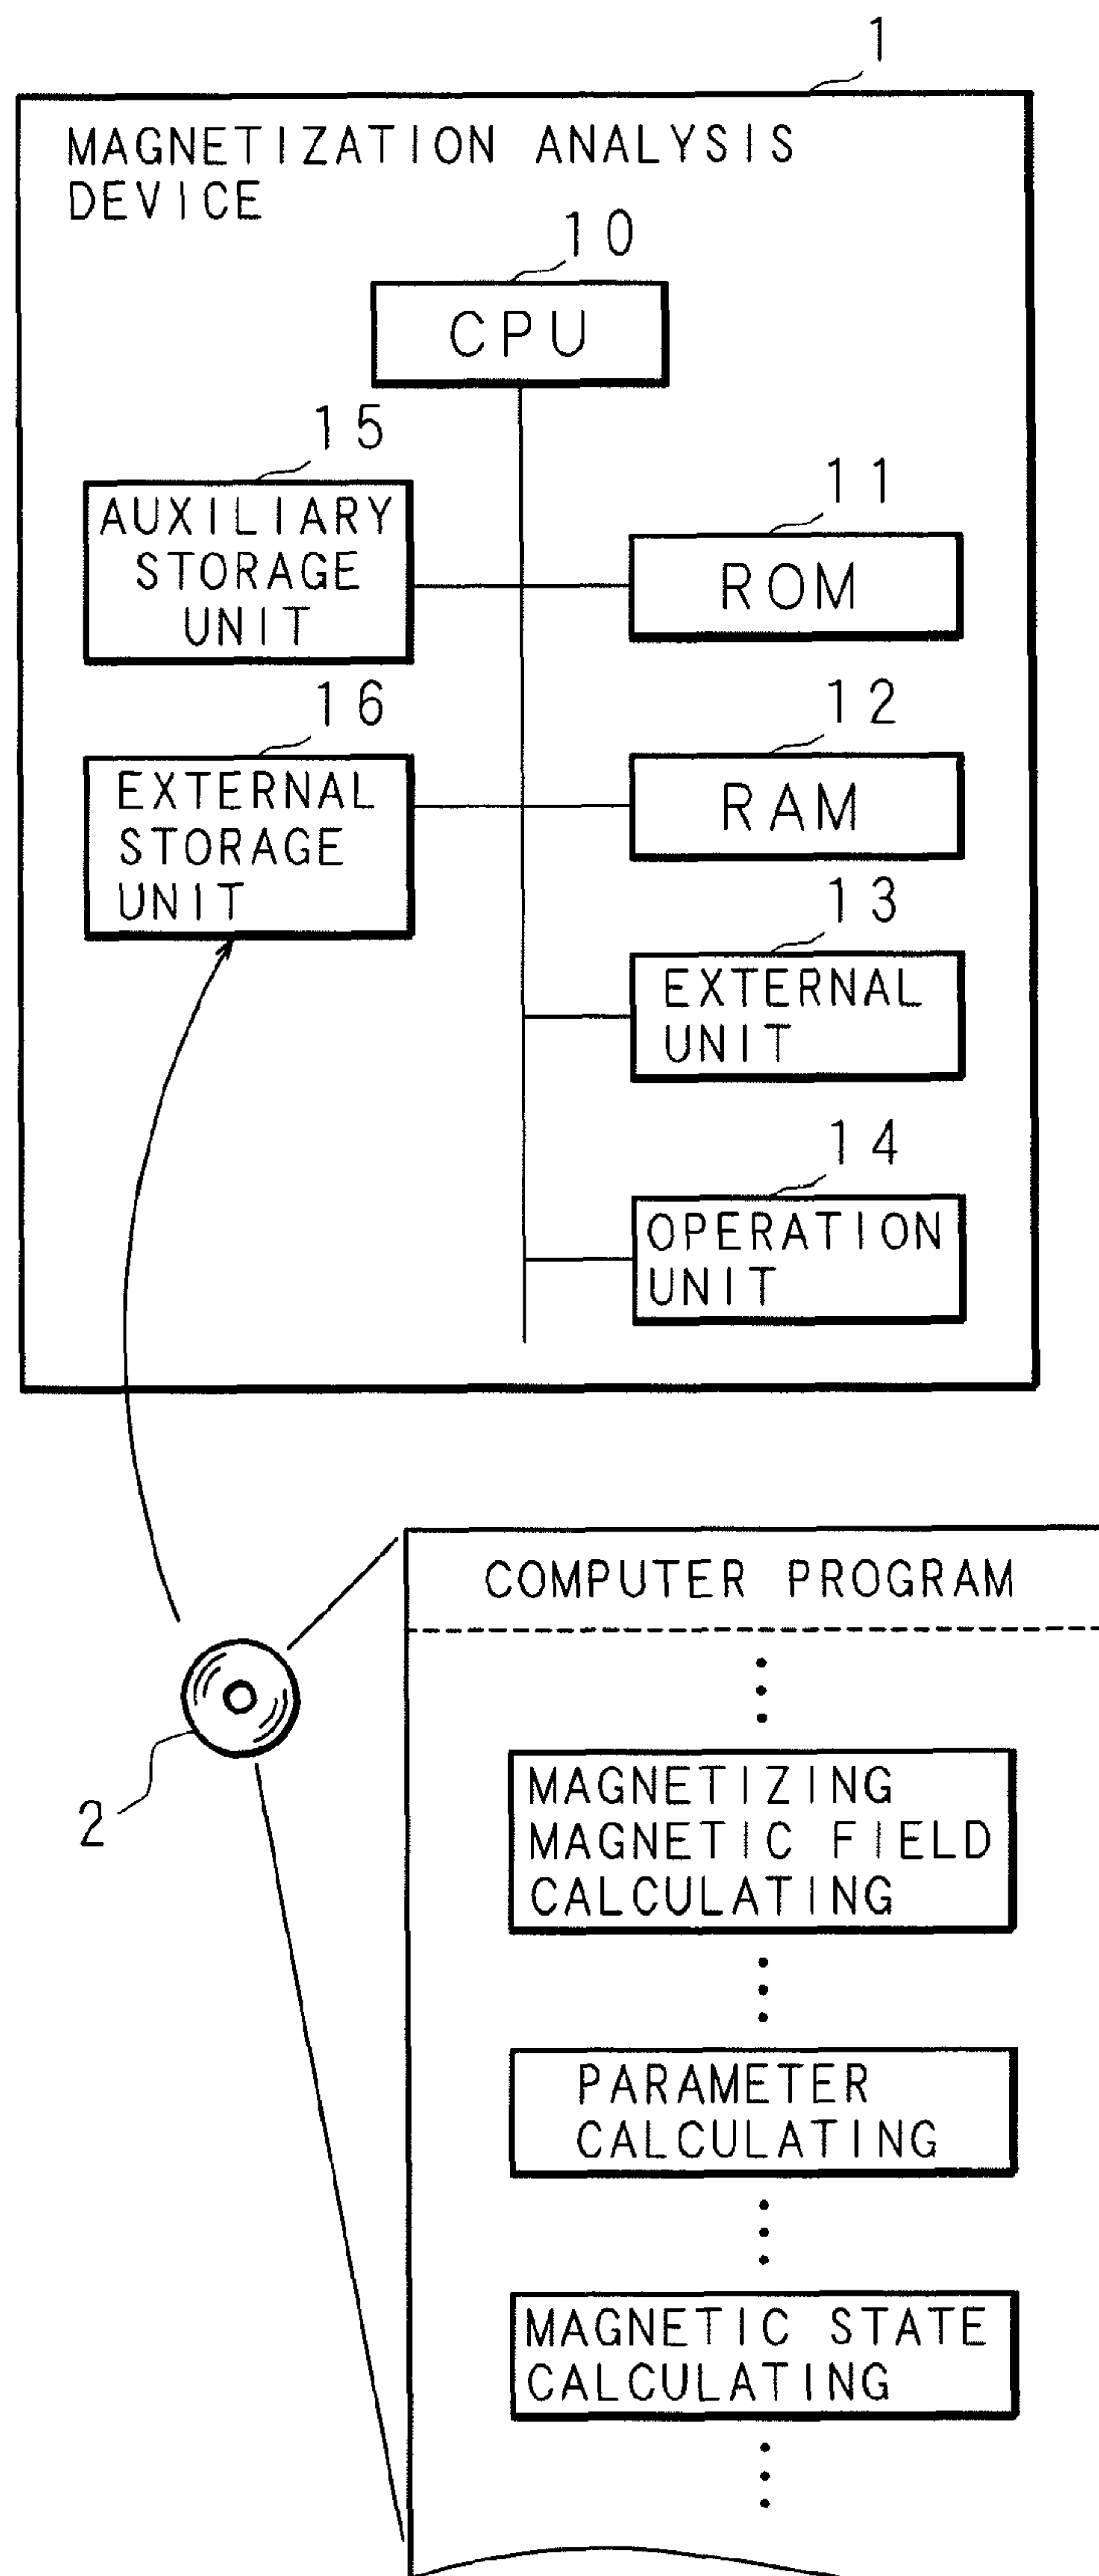 1
MAGNETIZATION ANALYSIS
DEVICE
10
CPU
15
AUXILIARY
STORAGE
UNIT
11
ROM
16
EXTERNAL
STORAGE
UNIT
12
RAM
13
EXTERNAL
UNIT
14
OPERATION
UNIT
COMPUTER PROGRAM
2
MAGNETIZING
MAGNETIC FIELD
CALCULATING
PARAMETER
CALCULATING
MAGNETIC STATE
CALCULATING